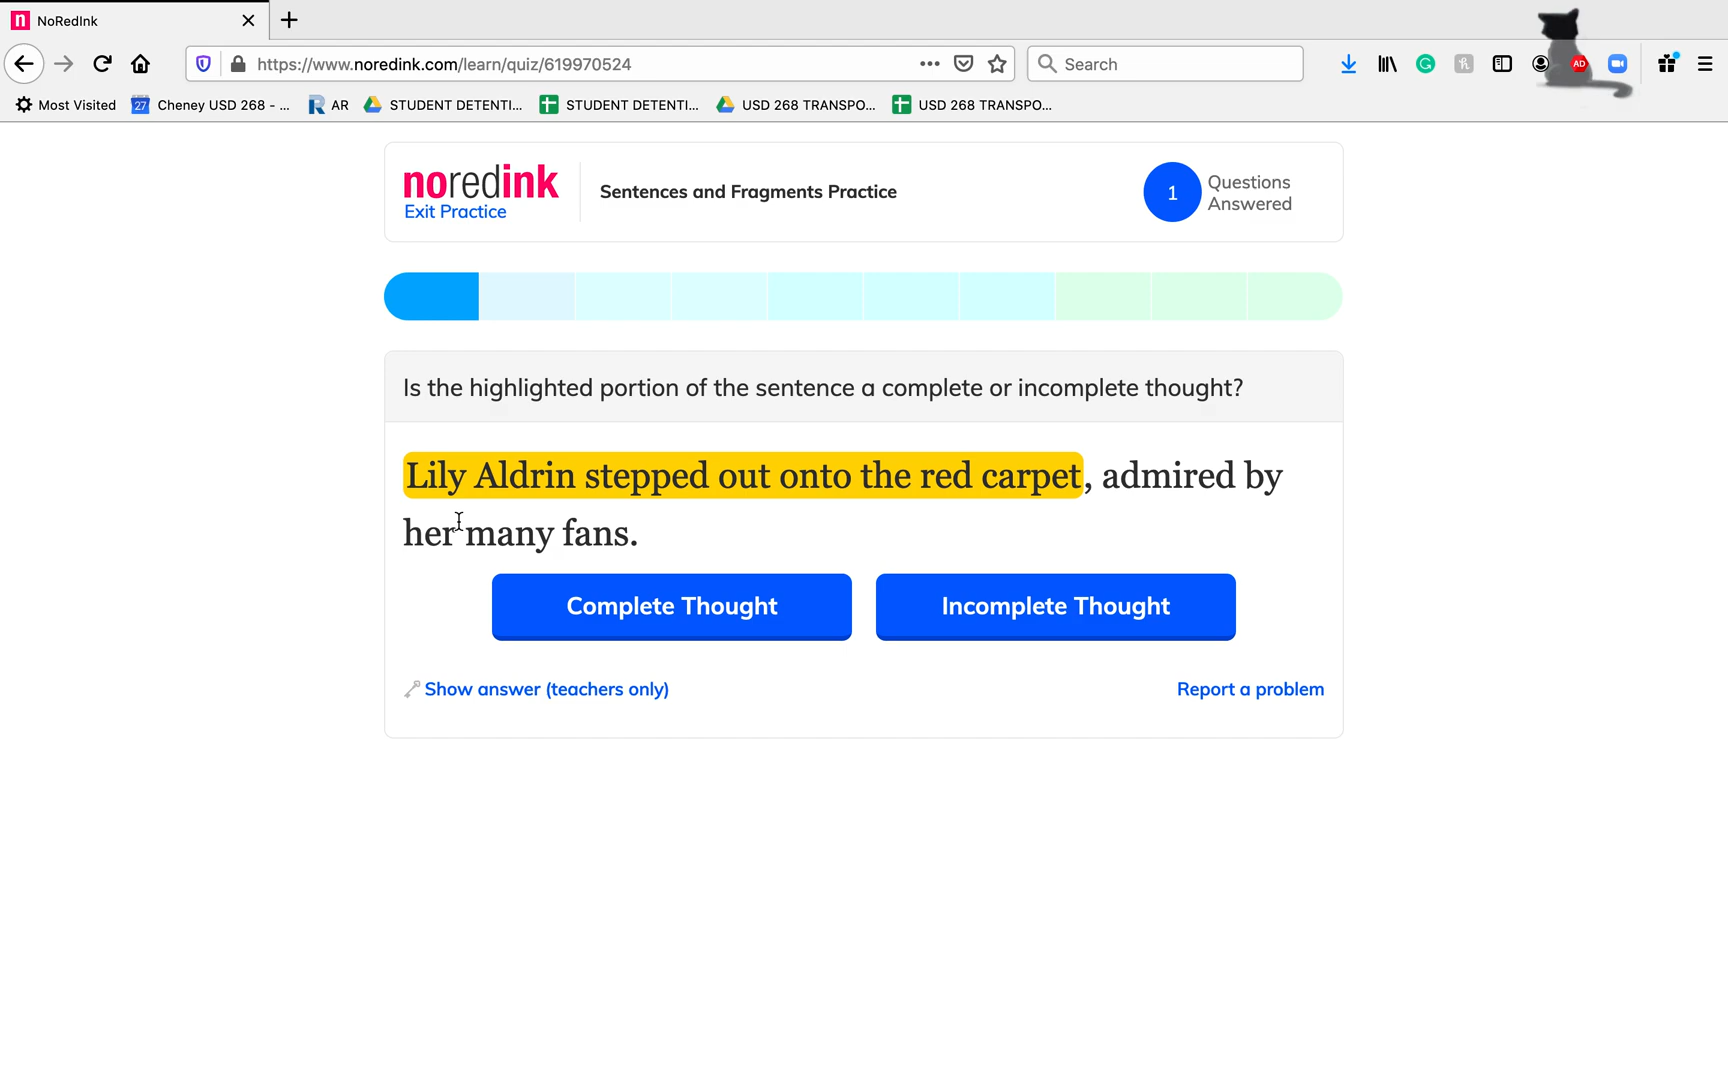 n NoRedInk
https://www.noredink.com/learn/quiz/619970524
Search
AD
Most Visited
27 Cheney USD 268 - ...
R AR
STUDENT DETENTI...
STUDENT DETENTI...
USD 268 TRANSPO...
USD 268 TRANSPO...
noredink
Exit Practice
Sentences and Fragments Practice
1
Questions
Answered
Is the highlighted portion of the sentence a complete or incomplete thought?
Lily Aldrin stepped out onto the red carpet, admired by
her many fans.
Complete Thought
Incomplete Thought
Show answer (teachers only)
Report a problem